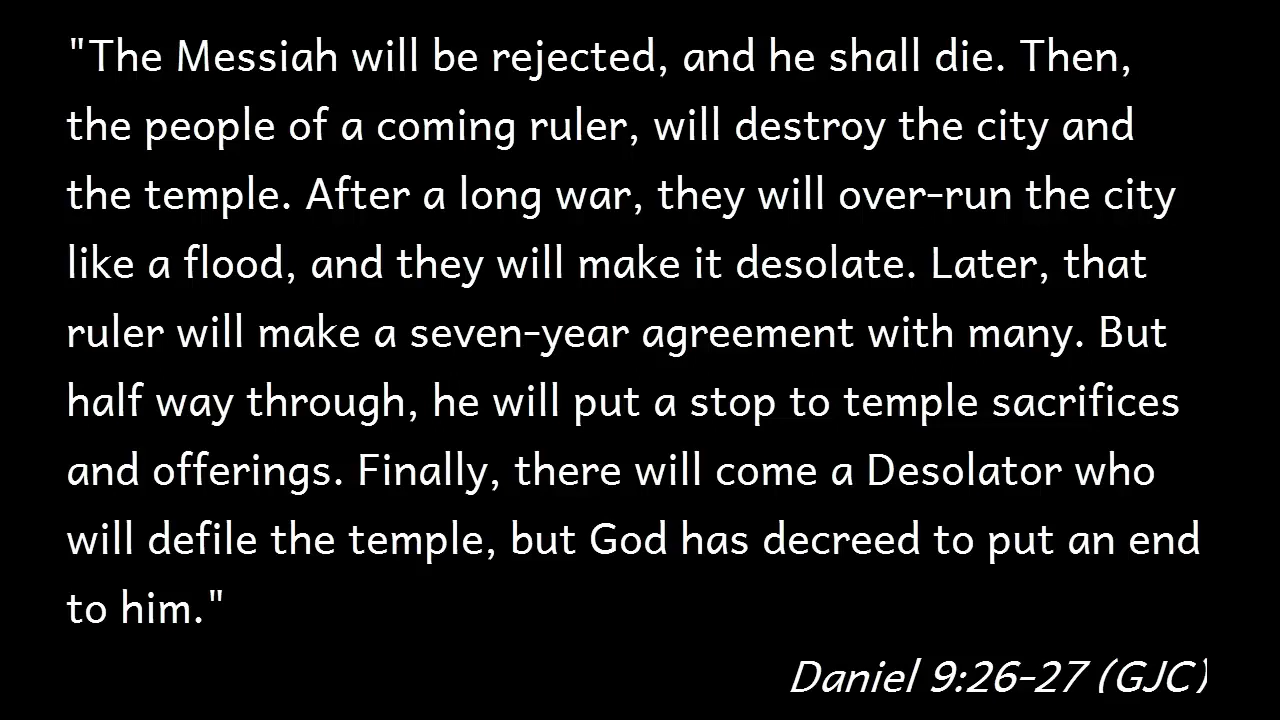 "The Messiah will be rejected, and he shall die. Then,
the people of a coming ruler, will destroy the city and
the temple. After a long war, they will over-run the city
like a flood, and they will make it desolate. Later, that
ruler will make a seven-year agreement with many. But
half way through, he will put a stop to temple sacrifices
and offerings. Finally, there will come a Desolator who
will defile the temple, but God has decreed to put an end
to him."
Daniel 9:26-27 (GJC)